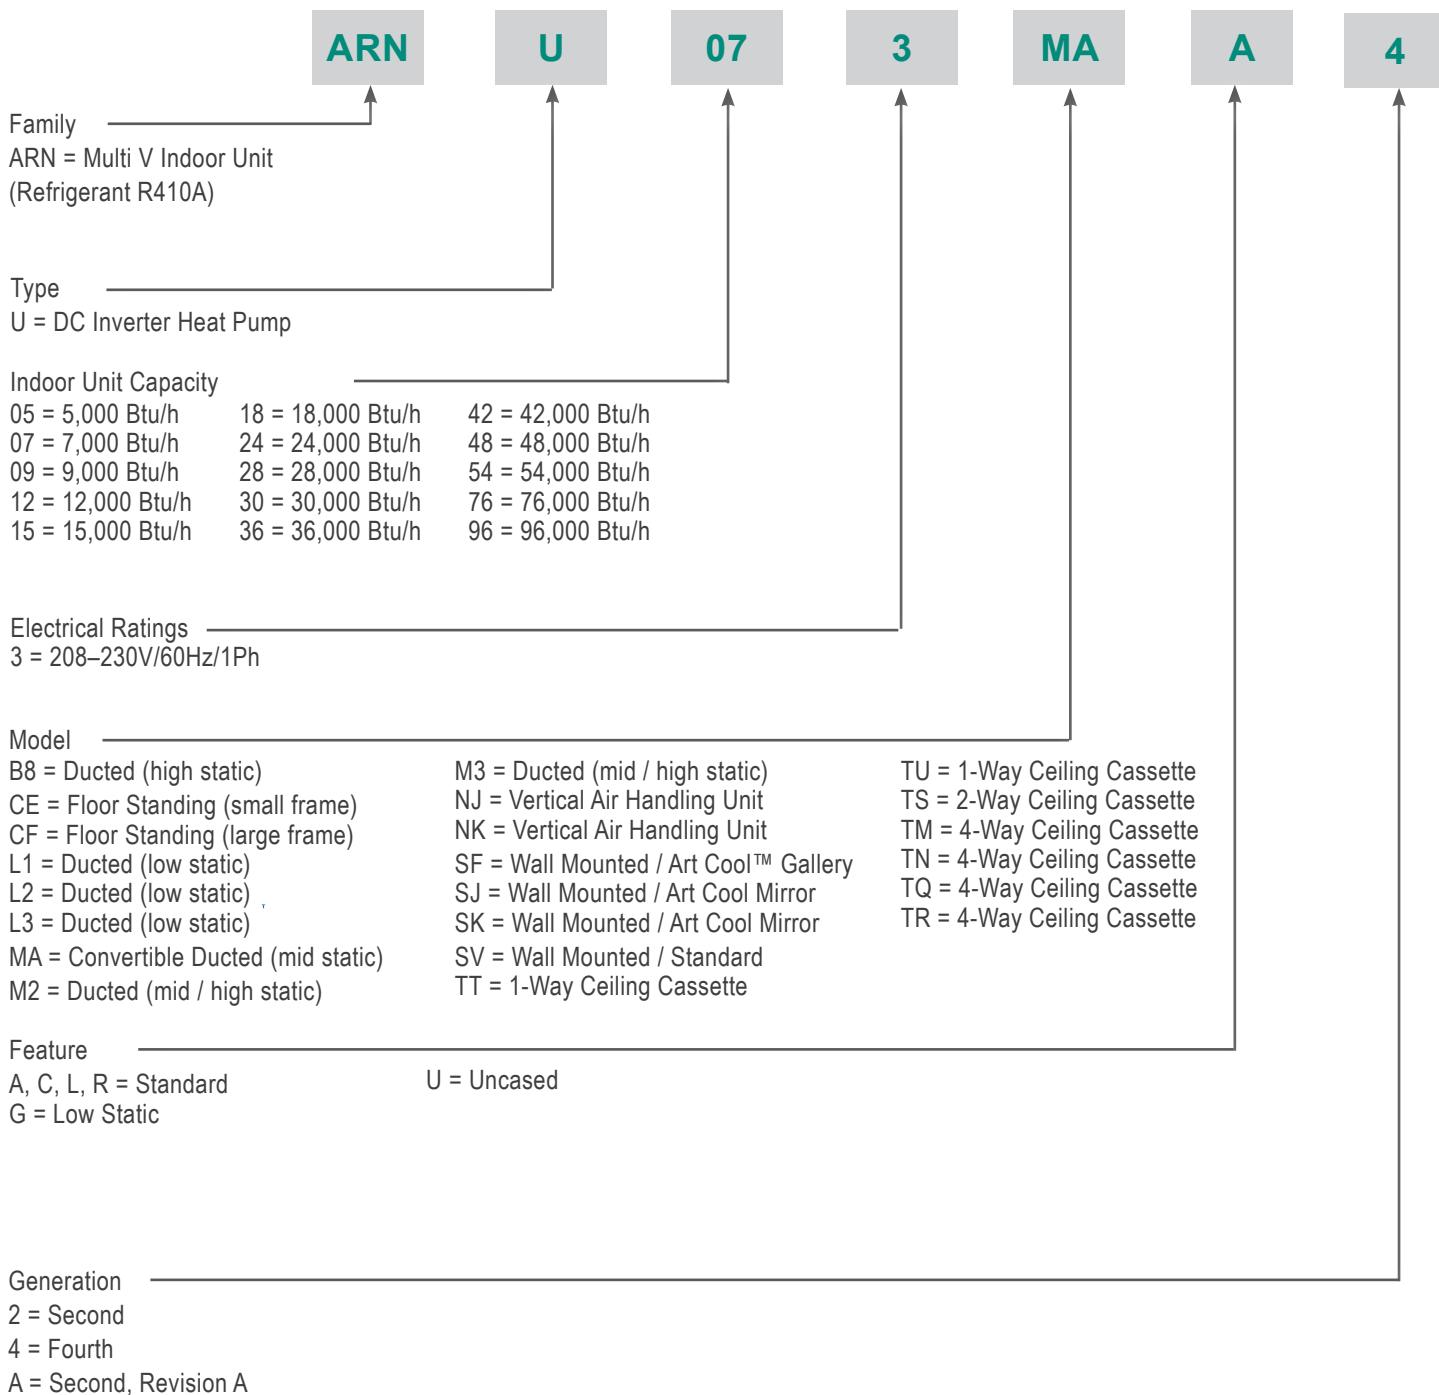 ARN U 07 3 MA A 4
Family
ARN = Multi V Indoor Unit
(Refrigerant R410A)
Type
U = DC Inverter Heat Pump
Indoor Unit Capacity
05 = 5,000 Btu/h 18 = 18,000 Btu/h 42 = 42,000 Btu/h
07 = 7,000 Btu/h 24 = 24,000 Btu/h 48 = 48,000 Btu/h
09 = 9,000 Btu/h 28 = 28,000 Btu/h 54 = 54,000 Btu/h
12 = 12,000 Btu/h 30 = 30,000 Btu/h 76 = 76,000 Btu/h
15 = 15,000 Btu/h 36 = 36,000 Btu/h 96 = 96,000 Btu/h
Electrical Ratings
3 = 208–230V/60Hz/1Ph
Model
B8 = Ducted (high static)
CE = Floor Standing (small frame)
CF = Floor Standing (large frame)
L1 = Ducted (low static)
L2 = Ducted (low static)
L3 = Ducted (low static)
MA = Convertible Ducted (mid static)
M2 = Ducted (mid / high static)
M3 = Ducted (mid / high static)
NJ = Vertical Air Handling Unit
NK = Vertical Air Handling Unit
SF = Wall Mounted / Art Cool™ Gallery
SJ = Wall Mounted / Art Cool Mirror
SK = Wall Mounted / Art Cool Mirror
SV = Wall Mounted / Standard
TT = 1-Way Ceiling Cassette
TU = 1-Way Ceiling Cassette
TS = 2-Way Ceiling Cassette
TM = 4-Way Ceiling Cassette
TN = 4-Way Ceiling Cassette
TQ = 4-Way Ceiling Cassette
TR = 4-Way Ceiling Cassette
Feature
A, C, L, R = Standard
G = Low Static
U = Uncased
Generation
2 = Second
4 = Fourth
A = Second, Revision A